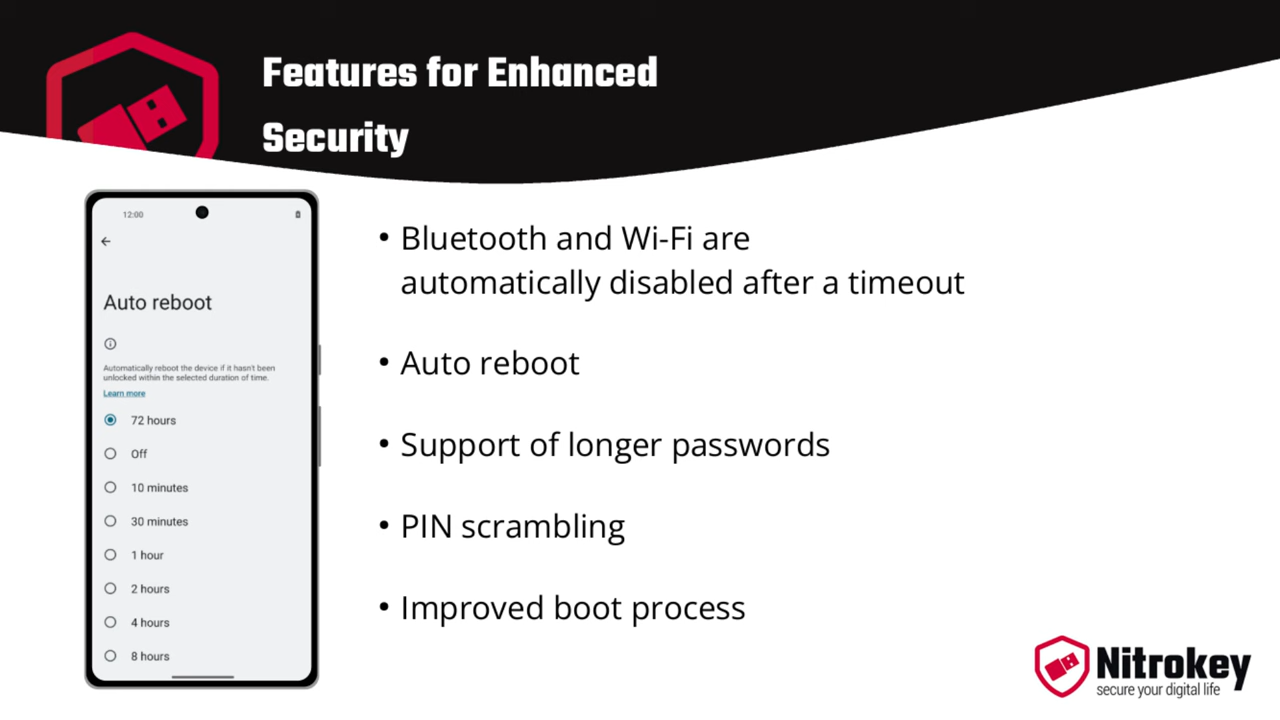 Features for Enhanced
Security
12:00
Auto reboot
Automatically reboot the device if it hasn't been
unlocked within the selected duration of time.
Learn more
72 hours
Off
10 minutes
30 minutes
1 hour
2 hours
4 hours
8 hours
• Bluetooth and Wi-Fi are
automatically disabled after a timeout
• Auto reboot
• Support of longer passwords
• PIN scrambling
• Improved boot process
Nitrokey
secure your digital life